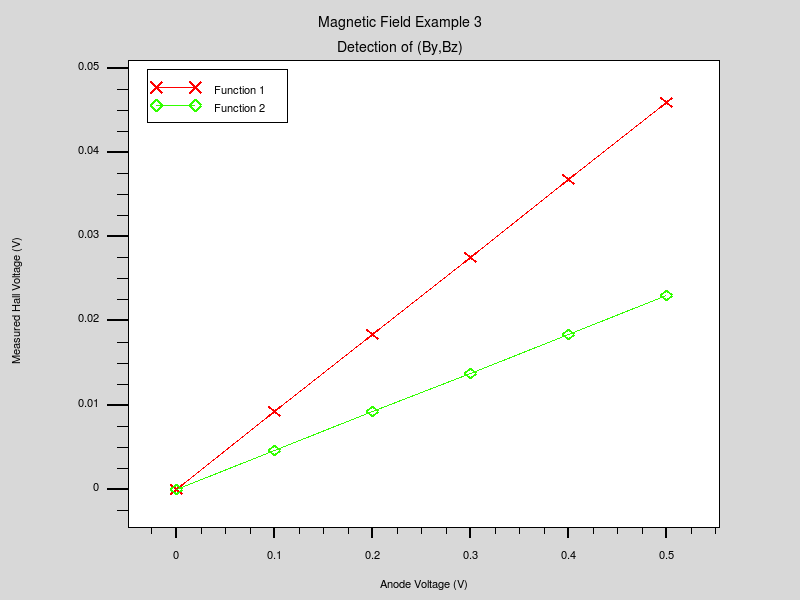 Magnetic Field Example 3
Detection of (By,Bz)
Function 1
Function 2
0.05
0.04
0.03
0.02
0.01
0
Measured Hall Voltage (V)
0 0.1 0.2 0.3 0.4 0.5
Anode Voltage (V)